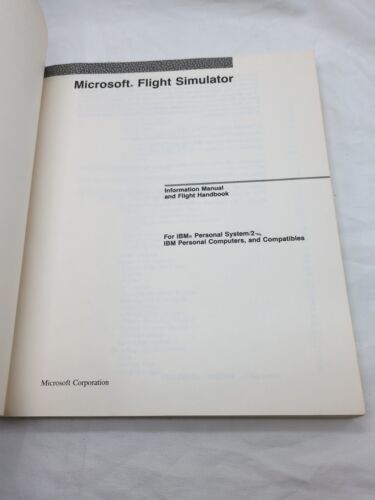 Microsoft® Flight Simulator
Information Manual
and Flight Handbook
For IBM® Personal System/2™,
IBM Personal Computers, and Compatibles
Microsoft Corporation